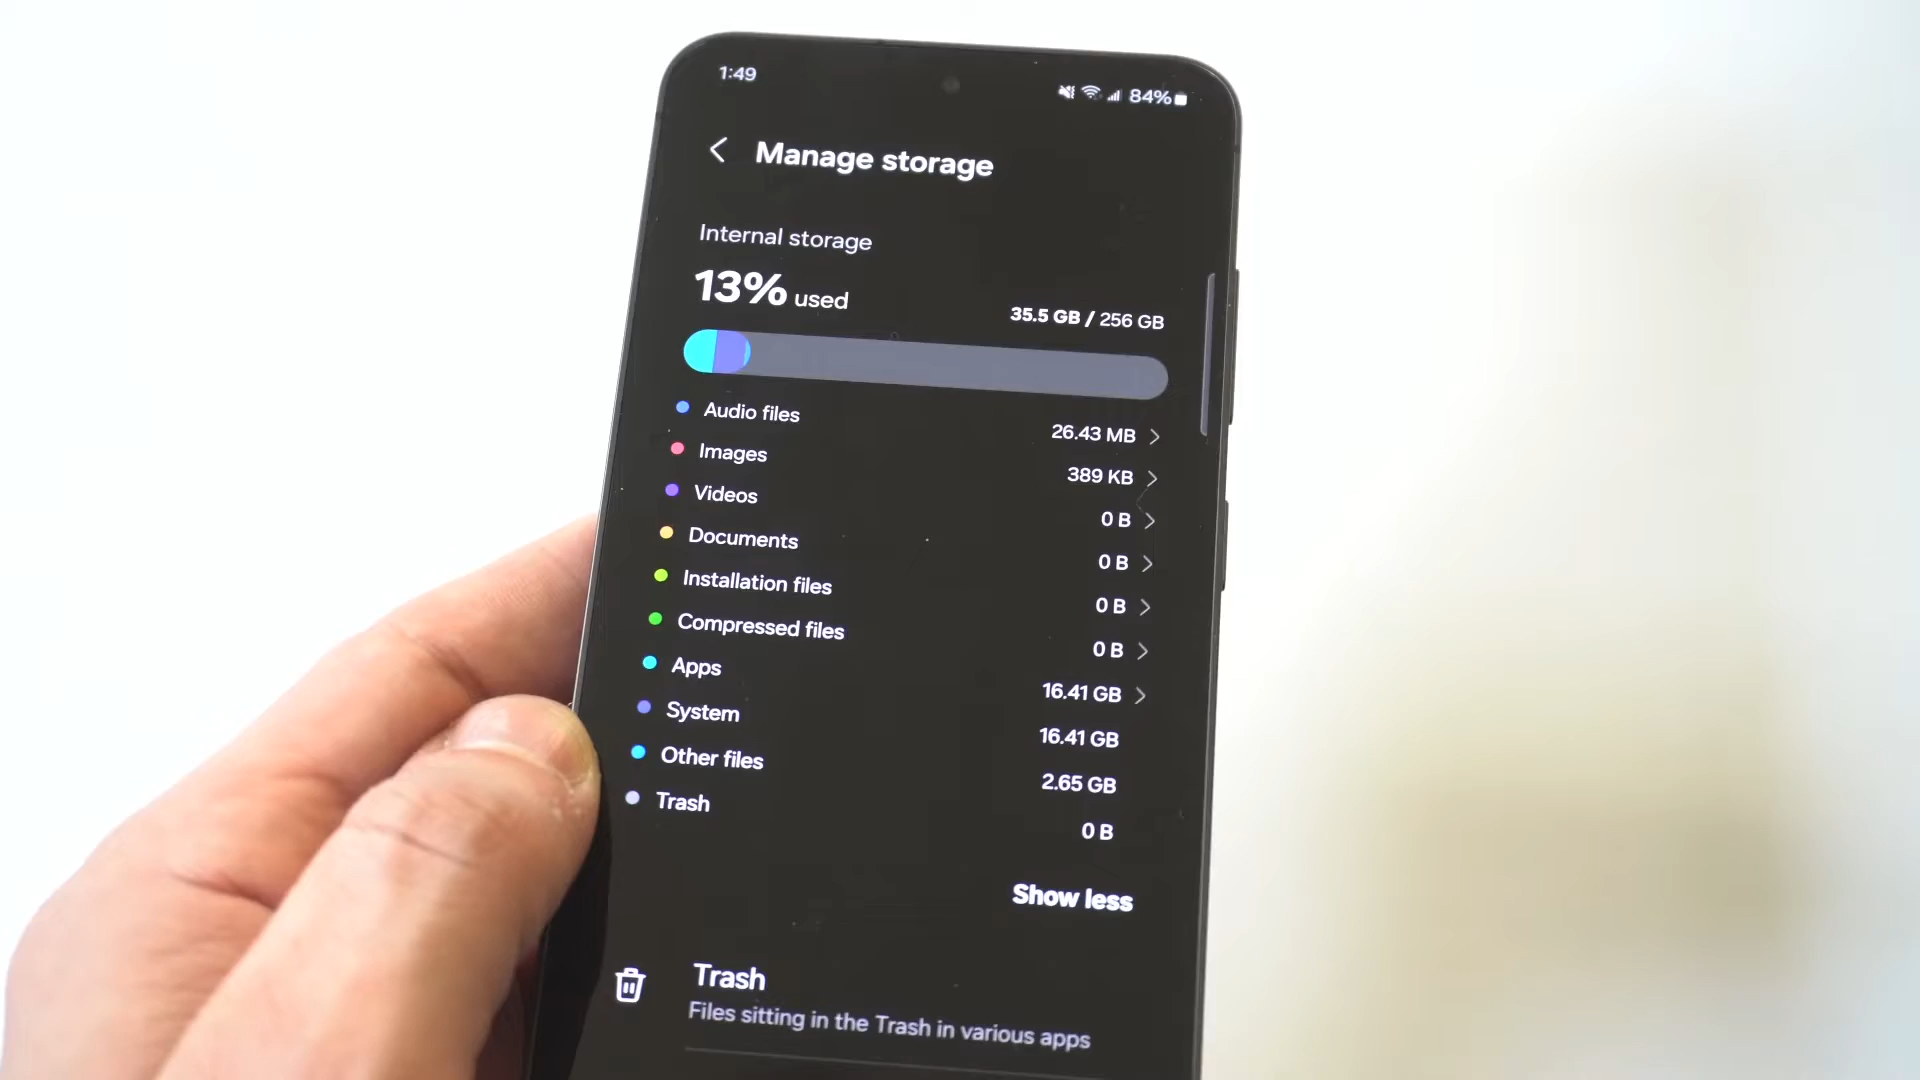 1:49
84%
Manage storage
Internal storage
13% used
35.5 GB / 256 GB
Audio files 26.43 MB
Images 389 KB
Videos 0 B
Documents 0 B
Installation files 0 B
Compressed files 0 B
Apps 16.41 GB
System 16.41 GB
Other files 2.65 GB
Trash 0 B
Show less
Trash
Files sitting in the Trash in various apps